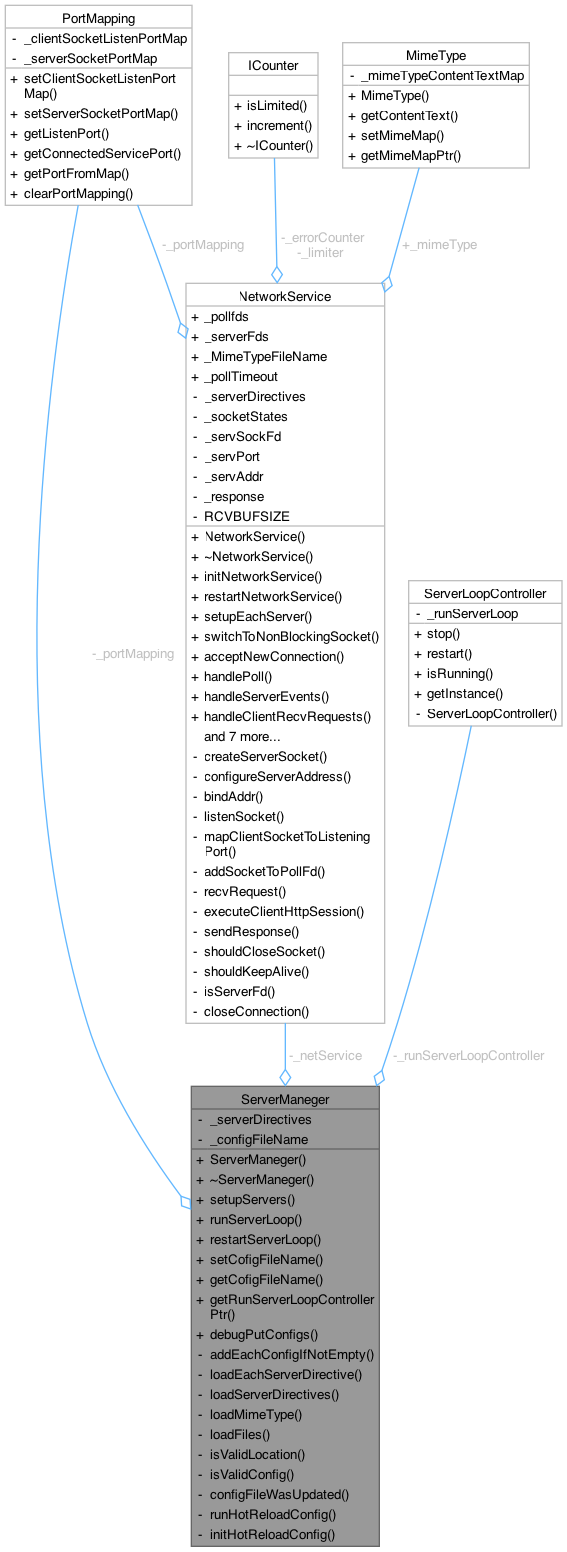 PortMapping
- _clientSocketListenPortMap
- _serverSocketPortMap
+ setClientSocketListenPort
Map()
+ setServerSocketPortMap()
+ getListenPort()
+ getConnectedServicePort()
+ getPortFromMap()
+ clearPortMapping()
ICounter
+ isLimited()
+ increment()
+ ~ICounter()
MimeType
- _mimeTypeContentTextMap
+ MimeType()
+ getContentText()
+ setMimeMap()
+ getMimeMapPtr()
-_portMapping
-_errorCounter
-_limiter
+_mimeType
NetworkService
+ _pollfds
+ _serverFds
+ _MimeTypeFileName
+ _pollTimeout
- _serverDirectives
- _socketStates
- _servSockFd
- _servPort
- _servAddr
- _response
- RCVBUFSIZE
+ NetworkService()
+ ~NetworkService()
+ initNetworkService()
+ restartNetworkService()
+ setupEachServer()
+ switchToNonBlockingSocket()
+ acceptNewConnection()
+ handlePoll()
+ handleServerEvents()
+ handleClientRecvRequests()
and 7 more...
- createServerSocket()
- configureServerAddress()
- bindAddr()
- listenSocket()
- mapClientSocketToListening
Port()
- addSocketToPollFd()
- recvRequest()
- executeClientHttpSession()
- sendResponse()
- shouldCloseSocket()
- shouldKeepAlive()
- isServerFd()
- closeConnection()
-_portMapping
ServerLoopController
- _runServerLoop
+ stop()
+ restart()
+ isRunning()
+ getInstance()
- ServerLoopController()
-_netService
-_runServerLoopController
ServerManeger
- _serverDirectives
- _configFileName
+ ServerManeger()
+ ~ServerManeger()
+ setupServers()
+ runServerLoop()
+ restartServerLoop()
+ setCofigFileName()
+ getCofigFileName()
+ getRunServerLoopController
Ptr()
+ debugPutConfigs()
- addEachConfigIfNotEmpty()
- loadEachServerDirective()
- loadServerDirectives()
- loadMimeType()
- loadFiles()
- isValidLocation()
- isValidConfig()
- configFileWasUpdated()
- runHotReloadConfig()
- initHotReloadConfig()